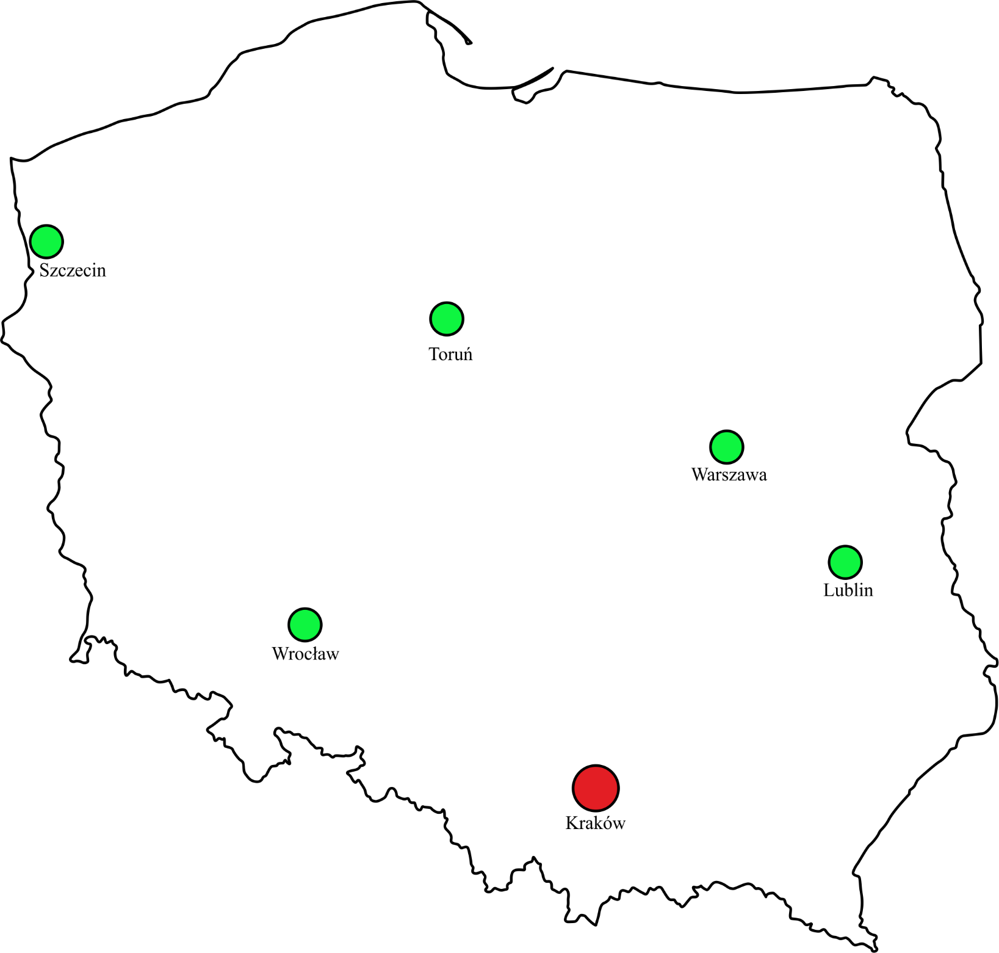 Szczecin
Toruń
Warszawa
Lublin
Wrocław
Kraków